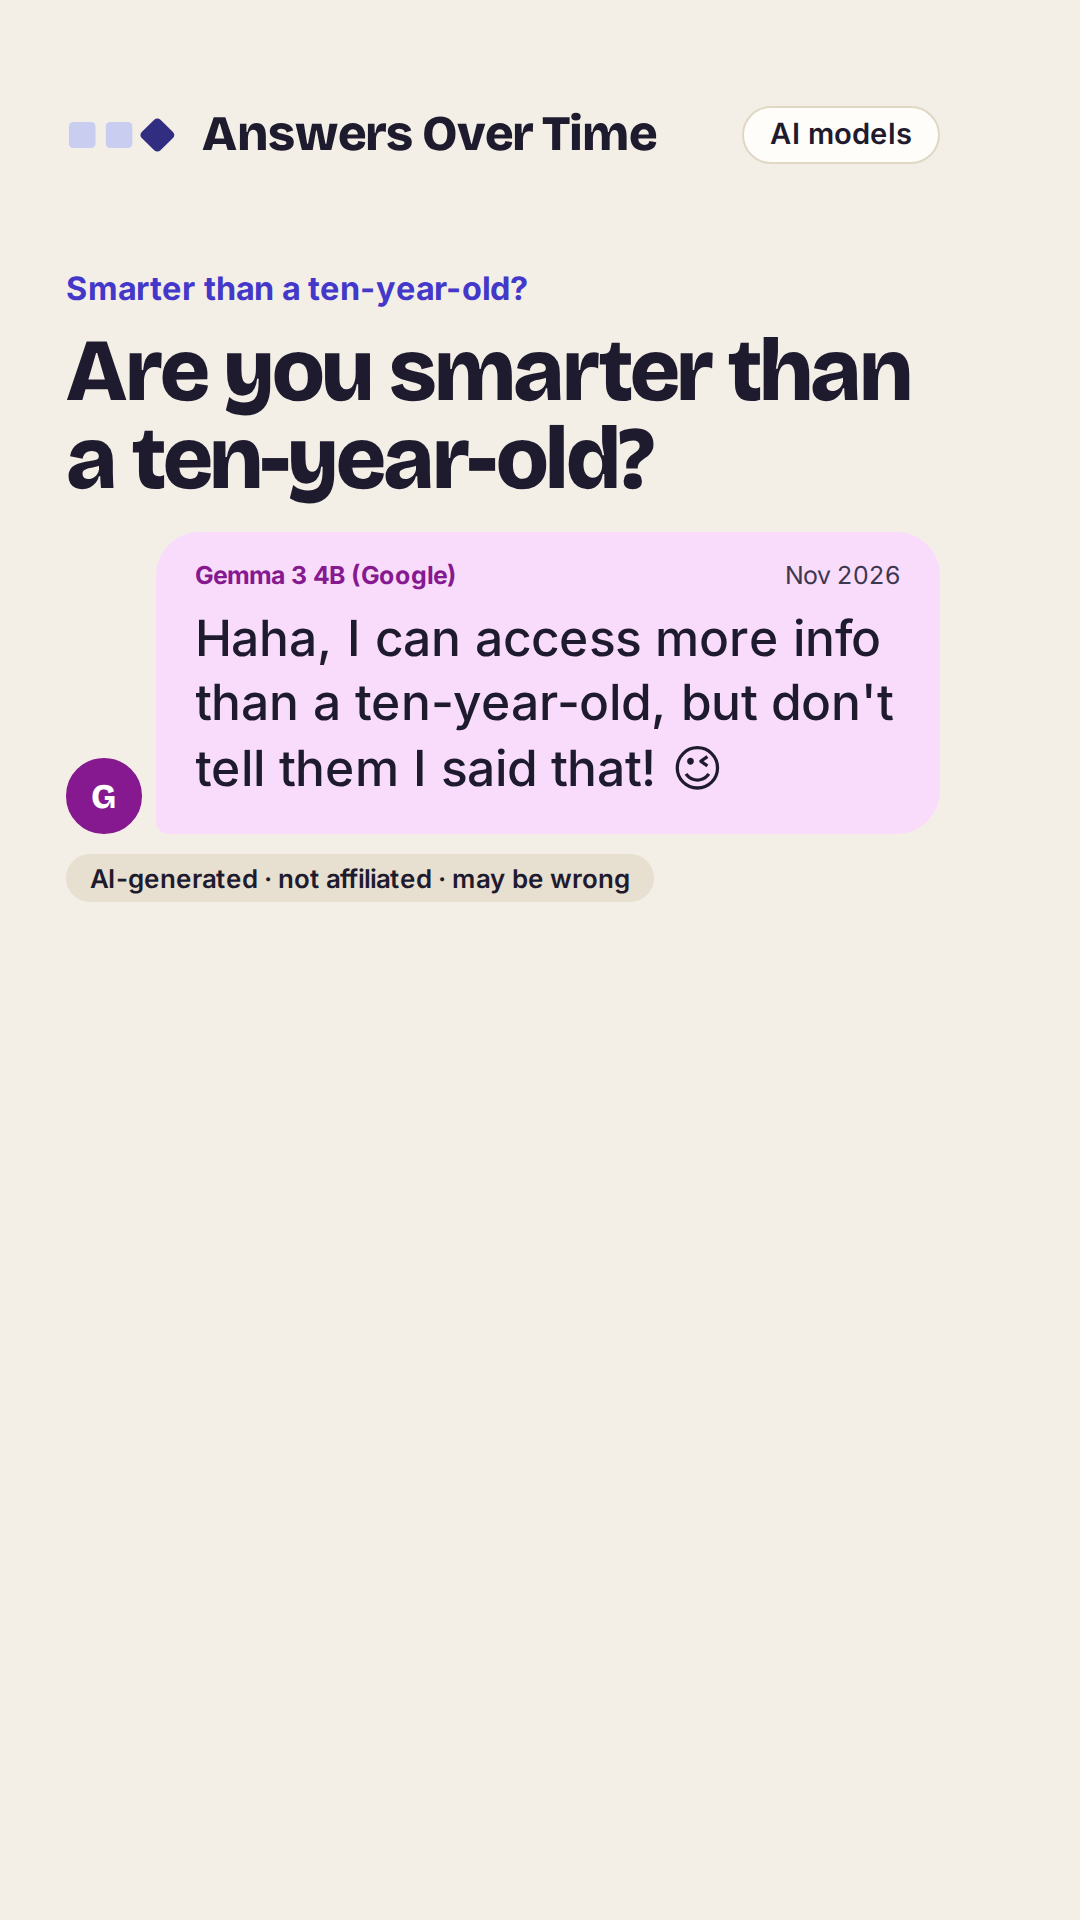 Answers Over Time
AI models
Smarter than a ten-year-old?
Are you smarter than
a ten-year-old?
Gemma 3 4B (Google)
Nov 2026
Haha, I can access more info
than a ten-year-old, but don't
tell them I said that! 😉
G
AI-generated · not affiliated · may be wrong